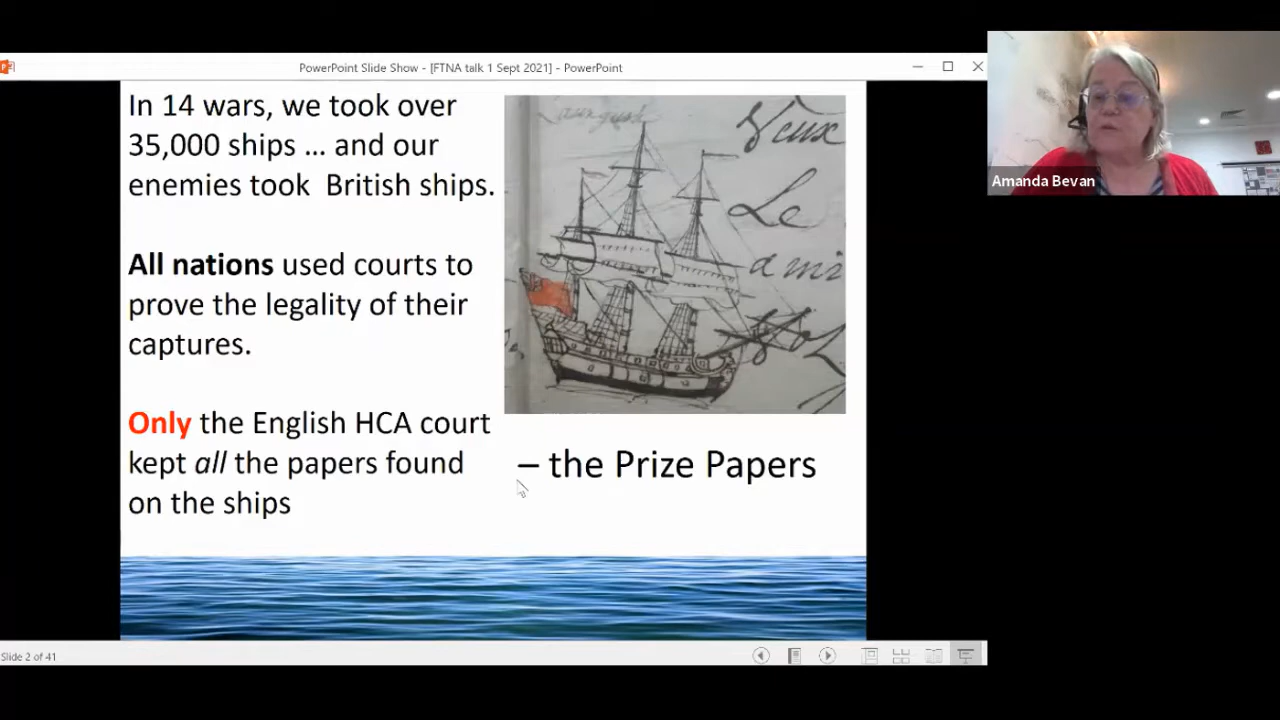 PowerPoint Slide Show - [FTNA talk 1 Sept 2021] - PowerPoint
In 14 wars, we took over
35,000 ships ... and our
enemies took British ships.
All nations used courts to
prove the legality of their
captures.
Only the English HCA court
kept all the papers found
on the ships
Veux
Le
ami
– the Prize Papers
Slide 2 of 41
Amanda Bevan